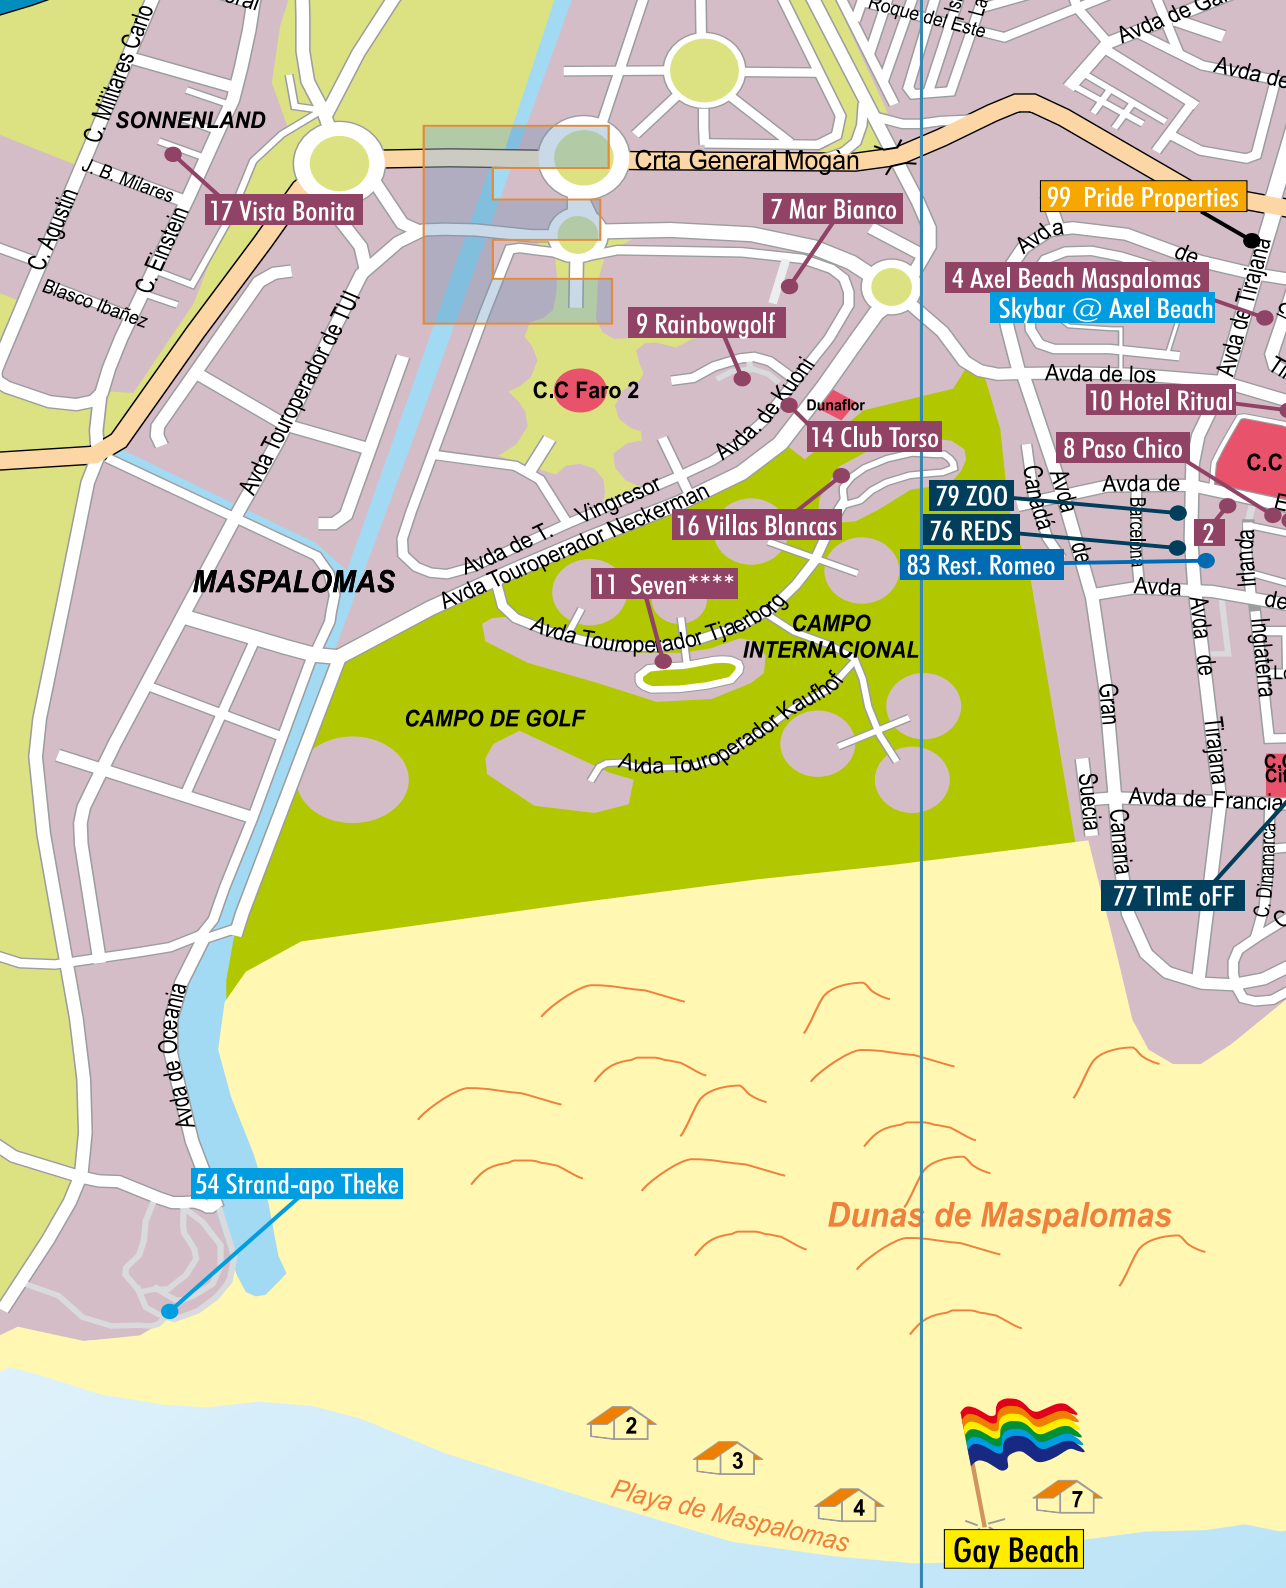 Roque del Este
Avda de
C. Militares Carlo
SONNENLAND
Crta General Mogàn
J. B. Milares
99 Pride Properties
17 Vista Bonita
7 Mar Bianco
C. Agustin
C. Einstein
Avda
de
Avda de Tirajana
4 Axel Beach Maspalomas
Skybar @ Axel Beach
Blasco Ibañez
9 Rainbowgolf
Avda Touroperador de TUI
C.C Faro 2
Avda. de Kuoni
Avda de los
Dunaflor
10 Hotel Ritual
14 Club Torso
8 Paso Chico
C.C
Avda de T. Vingresor
Avda Touroperador Neckerman
16 Villas Blancas
Canadá
Avda de
Avda de
Barcelona
79 ZOO
76 REDS
2
83 Rest. Romeo
Irlanda
MASPALOMAS
11 Seven****
Avda
de
Avda Touroperador Tjaerborg
CAMPO
INTERNACIONAL
Avda de
Tirajana
Inglaterra
CAMPO DE GOLF
Avda Touroperador Kaufhof
Gran
Canaria
Suecia
Avda de Francia
77 TImE oFF
C. Dinamarca
Avda de Oceania
54 Strand-apo Theke
Dunas de Maspalomas
2
3
4
7
Playa de Maspalomas
Gay Beach